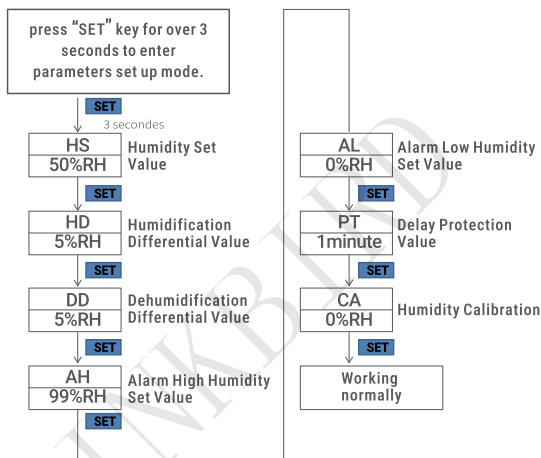 press “SET” key for over 3
seconds to enter
parameters set up mode.
SET
3 secondes
HS
50%RH
Humidity Set
Value
SET
HD
5%RH
Humidification
Differential Value
SET
DD
5%RH
Dehumidification
Differential Value
SET
AH
99%RH
Alarm High Humidity
Set Value
SET
AL
0%RH
Alarm Low Humidity
Set Value
SET
PT
1minute
Delay Protection
Value
SET
CA
0%RH
Humidity Calibration
SET
Working
normally
INKBIRD